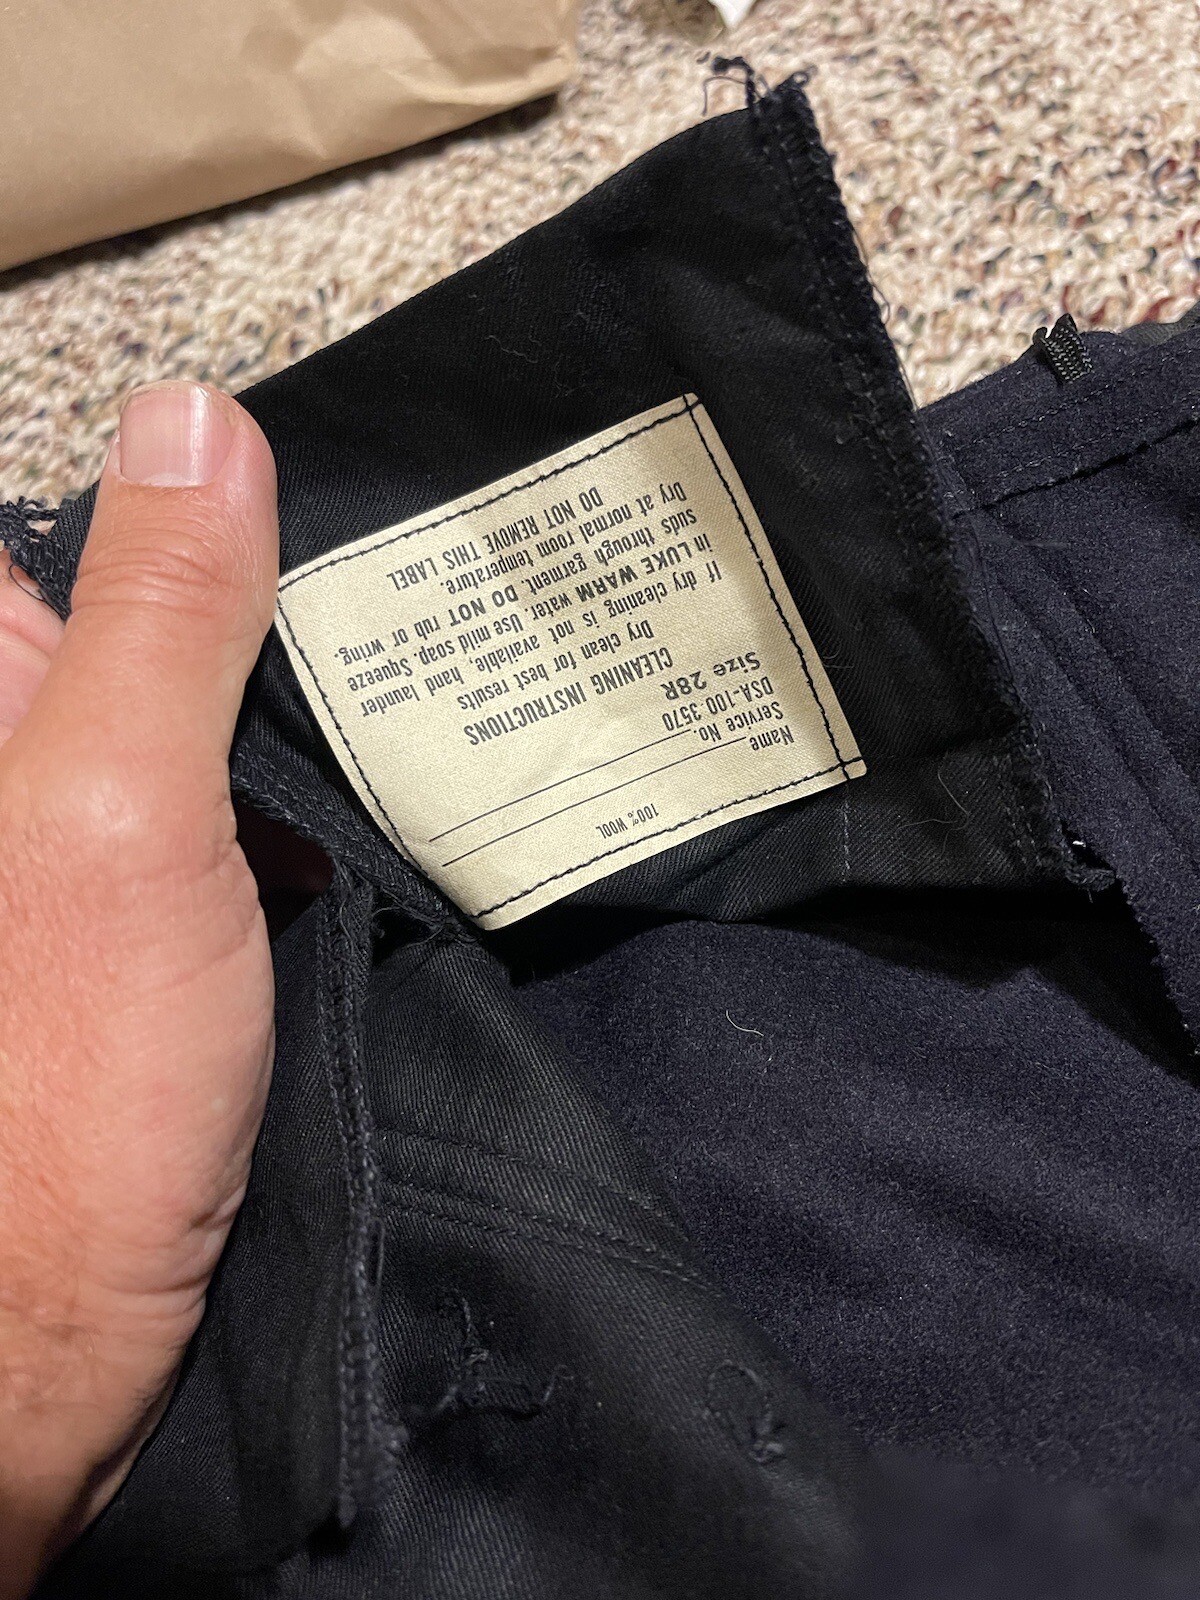 100% WOOL
Name
Service No.
DSA-100 3570
Size 28R
CLEANING INSTRUCTIONS
Dry clean for best results
If dry cleaning is not available, hand launder
in LUKE WARM water. Use mild soap. Squeeze
suds through garment. DO NOT rub or wring.
Dry at normal room temperature.
DO NOT REMOVE THIS LABEL